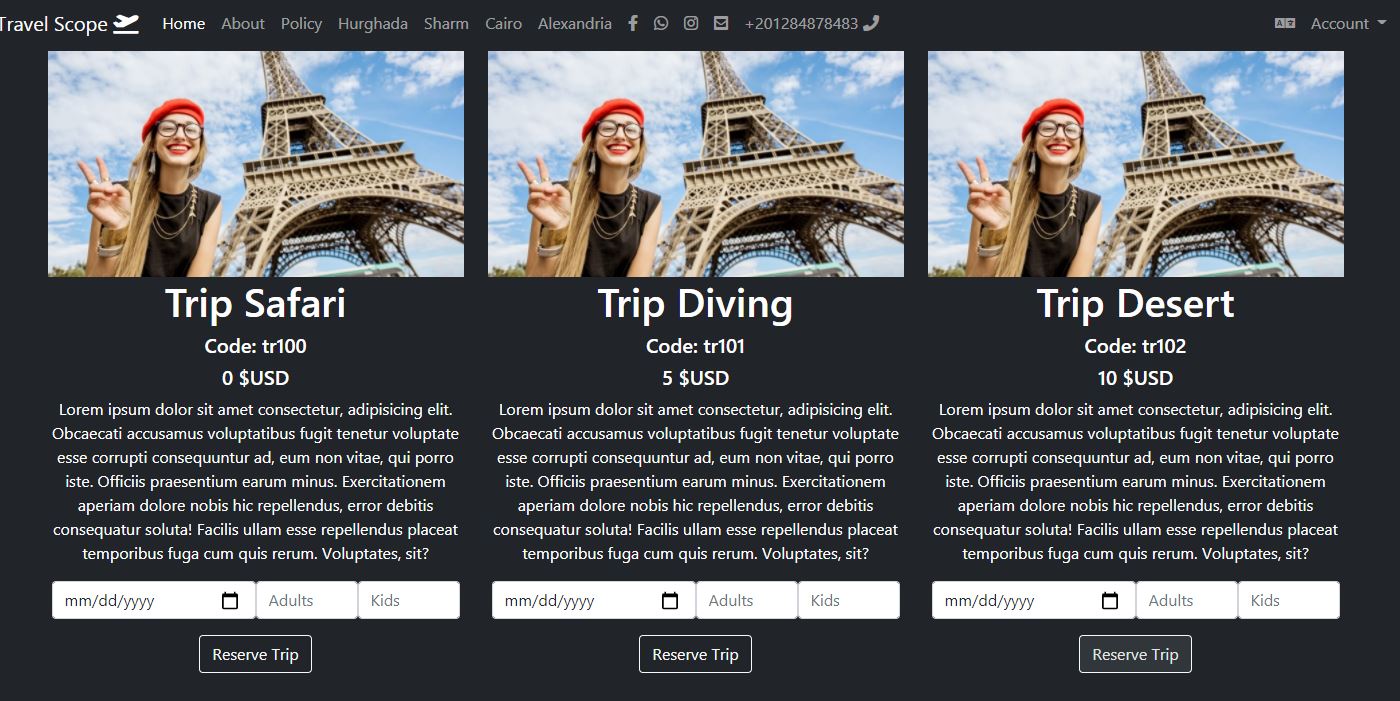 Travel Scope Home About Policy Hurghada Sharm Cairo Alexandria +201284878483 Account
Trip Safari
Code: tr100
0 $USD
Lorem ipsum dolor sit amet consectetur, adipisicing elit.
Obcaecati accusamus voluptatibus fugit tenetur voluptate
esse corrupti consequuntur ad, eum non vitae, qui porro
iste. Officiis praesentium earum minus. Exercitationem
aperiam dolore nobis hic repellendus, error debitis
consequatur soluta! Facilis ullam esse repellendus placeat
temporibus fuga cum quis rerum. Voluptates, sit?
mm/dd/yyyy Adults Kids
Reserve Trip
Trip Diving
Code: tr101
5 $USD
Lorem ipsum dolor sit amet consectetur, adipisicing elit.
Obcaecati accusamus voluptatibus fugit tenetur voluptate
esse corrupti consequuntur ad, eum non vitae, qui porro
iste. Officiis praesentium earum minus. Exercitationem
aperiam dolore nobis hic repellendus, error debitis
consequatur soluta! Facilis ullam esse repellendus placeat
temporibus fuga cum quis rerum. Voluptates, sit?
mm/dd/yyyy Adults Kids
Reserve Trip
Trip Desert
Code: tr102
10 $USD
Lorem ipsum dolor sit amet consectetur, adipisicing elit.
Obcaecati accusamus voluptatibus fugit tenetur voluptate
esse corrupti consequuntur ad, eum non vitae, qui porro
iste. Officiis praesentium earum minus. Exercitationem
aperiam dolore nobis hic repellendus, error debitis
consequatur soluta! Facilis ullam esse repellendus placeat
temporibus fuga cum quis rerum. Voluptates, sit?
mm/dd/yyyy Adults Kids
Reserve Trip